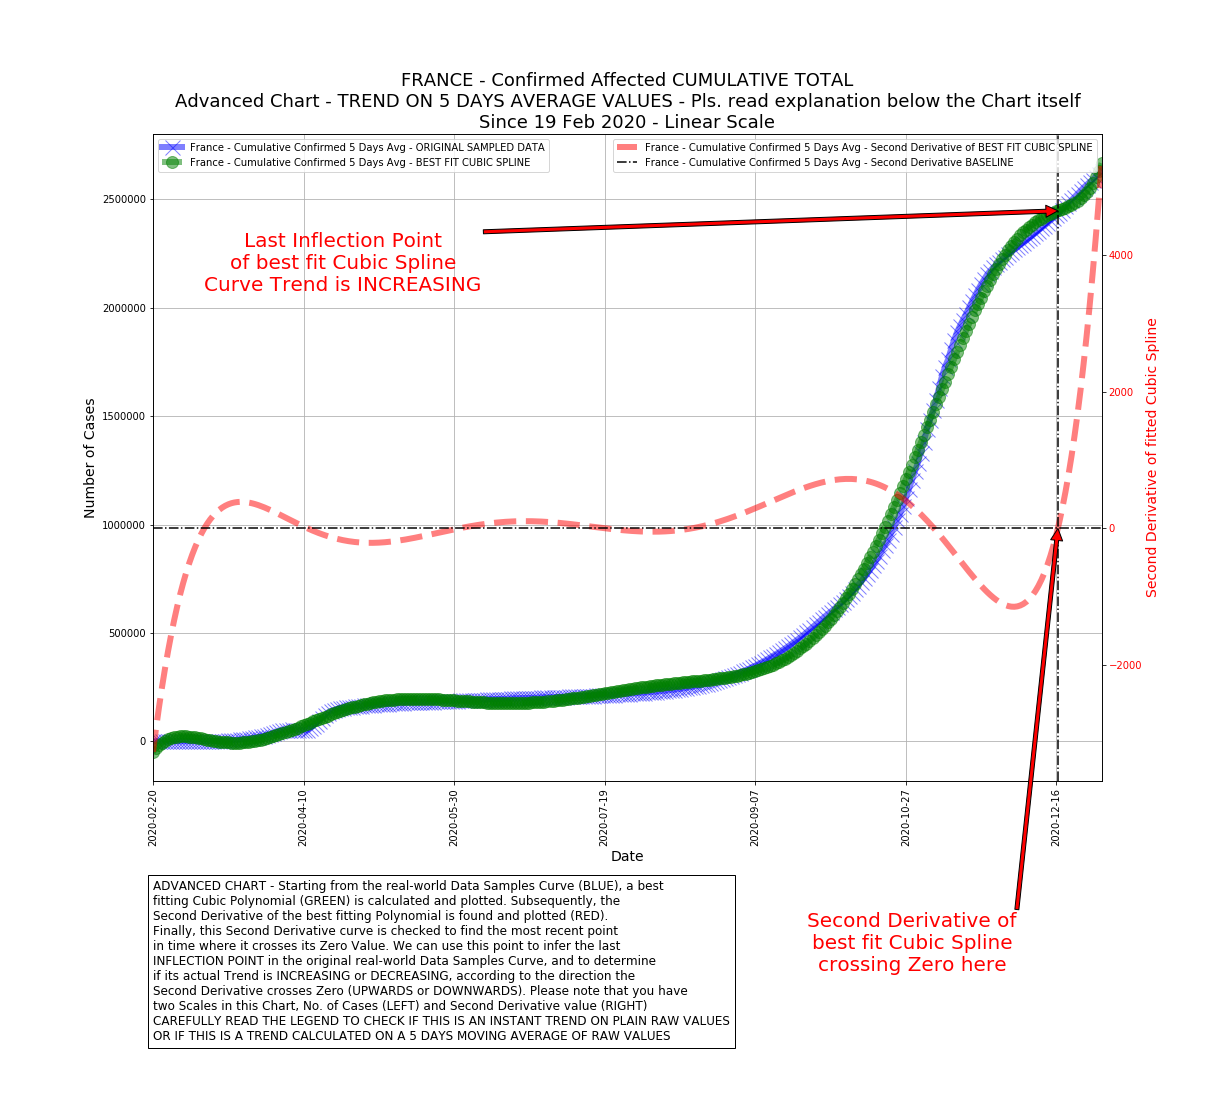 FRANCE - Confirmed Affected CUMULATIVE TOTAL
Advanced Chart - TREND ON 5 DAYS AVERAGE VALUES - Pls. read explanation below the Chart itself
Since 19 Feb 2020 - Linear Scale
France - Cumulative Confirmed 5 Days Avg - ORIGINAL SAMPLED DATA
France - Cumulative Confirmed 5 Days Avg - BEST FIT CUBIC SPLINE
France - Cumulative Confirmed 5 Days Avg - Second Derivative of BEST FIT CUBIC SPLINE
France - Cumulative Confirmed 5 Days Avg - Second Derivative BASELINE
Number of Cases
2500000
2000000
1500000
1000000
500000
0
Last Inflection Point
of best fit Cubic Spline
Curve Trend is INCREASING
4000
2000
0
−2000
Second Derivative of fitted Cubic Spline
2020-02-20
2020-04-10
2020-05-30
2020-07-19
2020-09-07
2020-10-27
2020-12-16
Date
ADVANCED CHART - Starting from the real-world Data Samples Curve (BLUE), a best
fitting Cubic Polynomial (GREEN) is calculated and plotted. Subsequently, the
Second Derivative of the best fitting Polynomial is found and plotted (RED).
Finally, this Second Derivative curve is checked to find the most recent point
in time where it crosses its Zero Value. We can use this point to infer the last
INFLECTION POINT in the original real-world Data Samples Curve, and to determine
if its actual Trend is INCREASING or DECREASING, according to the direction the
Second Derivative crosses Zero (UPWARDS or DOWNWARDS). Please note that you have
two Scales in this Chart, No. of Cases (LEFT) and Second Derivative value (RIGHT)
CAREFULLY READ THE LEGEND TO CHECK IF THIS IS AN INSTANT TREND ON PLAIN RAW VALUES
OR IF THIS IS A TREND CALCULATED ON A 5 DAYS MOVING AVERAGE OF RAW VALUES
Second Derivative of
best fit Cubic Spline
crossing Zero here